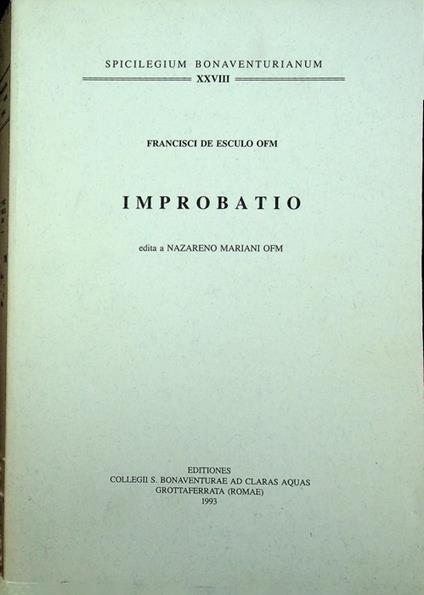 SPICILEGIUM BONAVENTURIANUM
XXVIII
FRANCISCI DE ESCULO OFM
IMPROBATIO
edita a NAZARENO MARIANI OFM
EDITIONES
COLLEGII S. BONAVENTURAE AD CLARAS AQUAS
GROTTAFERRATA (ROMAE)
1993